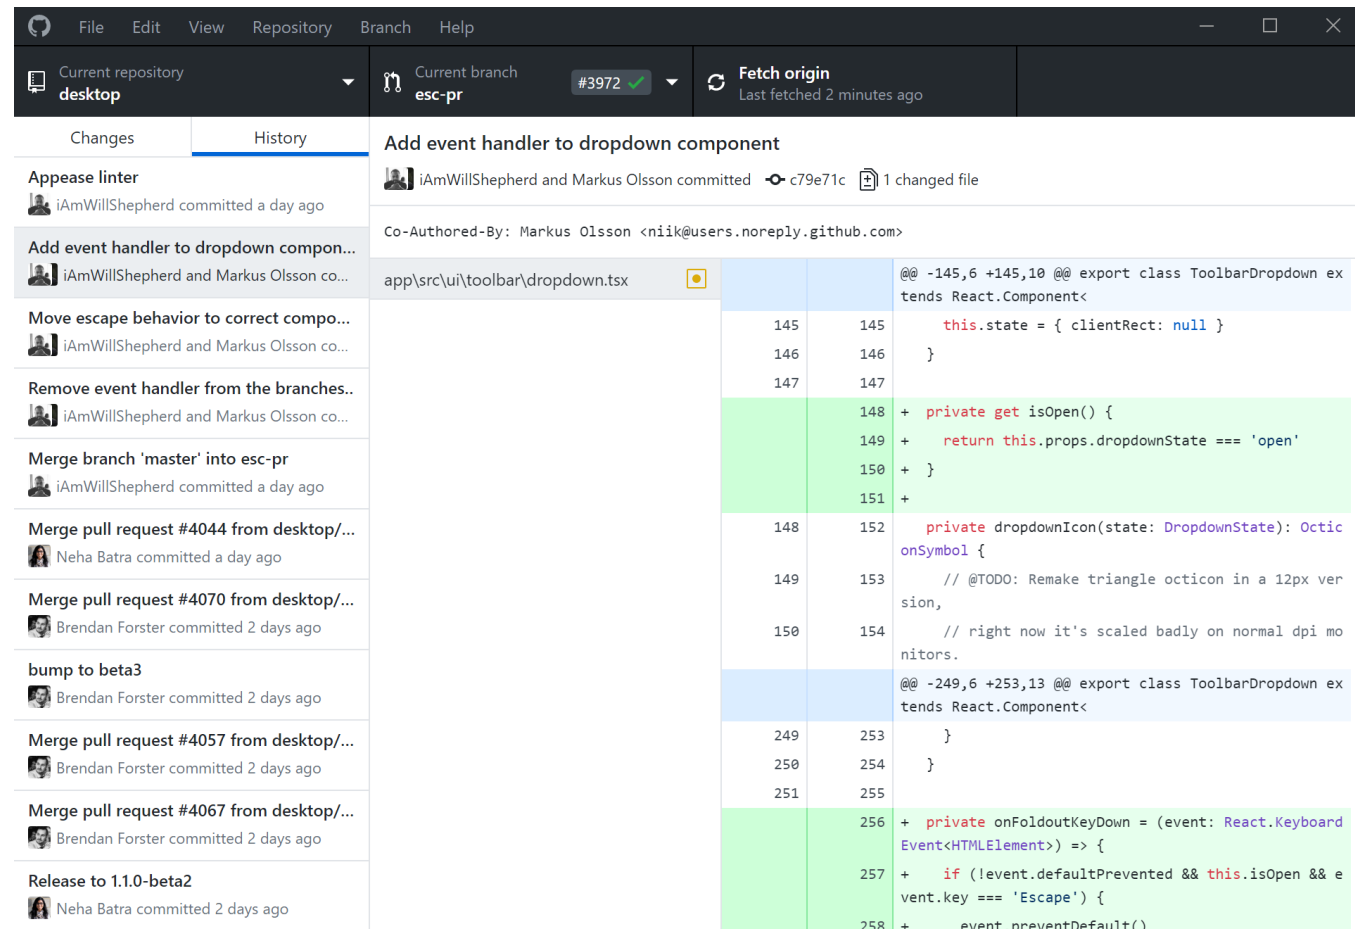 File Edit View Repository Branch Help
Current repository
desktop
Current branch
esc-pr
#3972
Fetch origin
Last fetched 2 minutes ago
Changes
History
Appease linter
iAmWillShepherd committed a day ago
Add event handler to dropdown compon...
iAmWillShepherd and Markus Olsson co...
Move escape behavior to correct compo...
iAmWillShepherd and Markus Olsson co...
Remove event handler from the branches..
iAmWillShepherd and Markus Olsson co...
Merge branch 'master' into esc-pr
iAmWillShepherd committed a day ago
Merge pull request #4044 from desktop/...
Neha Batra committed a day ago
Merge pull request #4070 from desktop/...
Brendan Forster committed 2 days ago
bump to beta3
Brendan Forster committed 2 days ago
Merge pull request #4057 from desktop/...
Brendan Forster committed 2 days ago
Merge pull request #4067 from desktop/...
Brendan Forster committed 2 days ago
Release to 1.1.0-beta2
Neha Batra committed 2 days ago
Add event handler to dropdown component
iAmWillShepherd and Markus Olsson committed c79e71c 1 changed file
Co-Authored-By: Markus Olsson <niik@users.noreply.github.com>
app\src\ui\toolbar\dropdown.tsx
@@ -145,6 +145,10 @@ export class ToolbarDropdown ex
tends React.Component<
145 145 this.state = { clientRect: null }
146 146 }
147 147
148 + private get isOpen() {
149 + return this.props.dropdownState === 'open'
150 + }
151 +
148 152 private dropdownIcon(state: DropdownState): Octic
onSymbol {
149 153 // @TODO: Remake triangle octicon in a 12px ver
sion,
150 154 // right now it's scaled badly on normal dpi mo
nitors.
@@ -249,6 +253,13 @@ export class ToolbarDropdown ex
tends React.Component<
249 253 }
250 254 }
251 255
256 + private onFoldoutKeyDown = (event: React.Keyboard
Event<HTMLElement>) => {
257 + if (!event.defaultPrevented && this.isOpen && e
vent.key === 'Escape') {
258 + event.preventDefault()